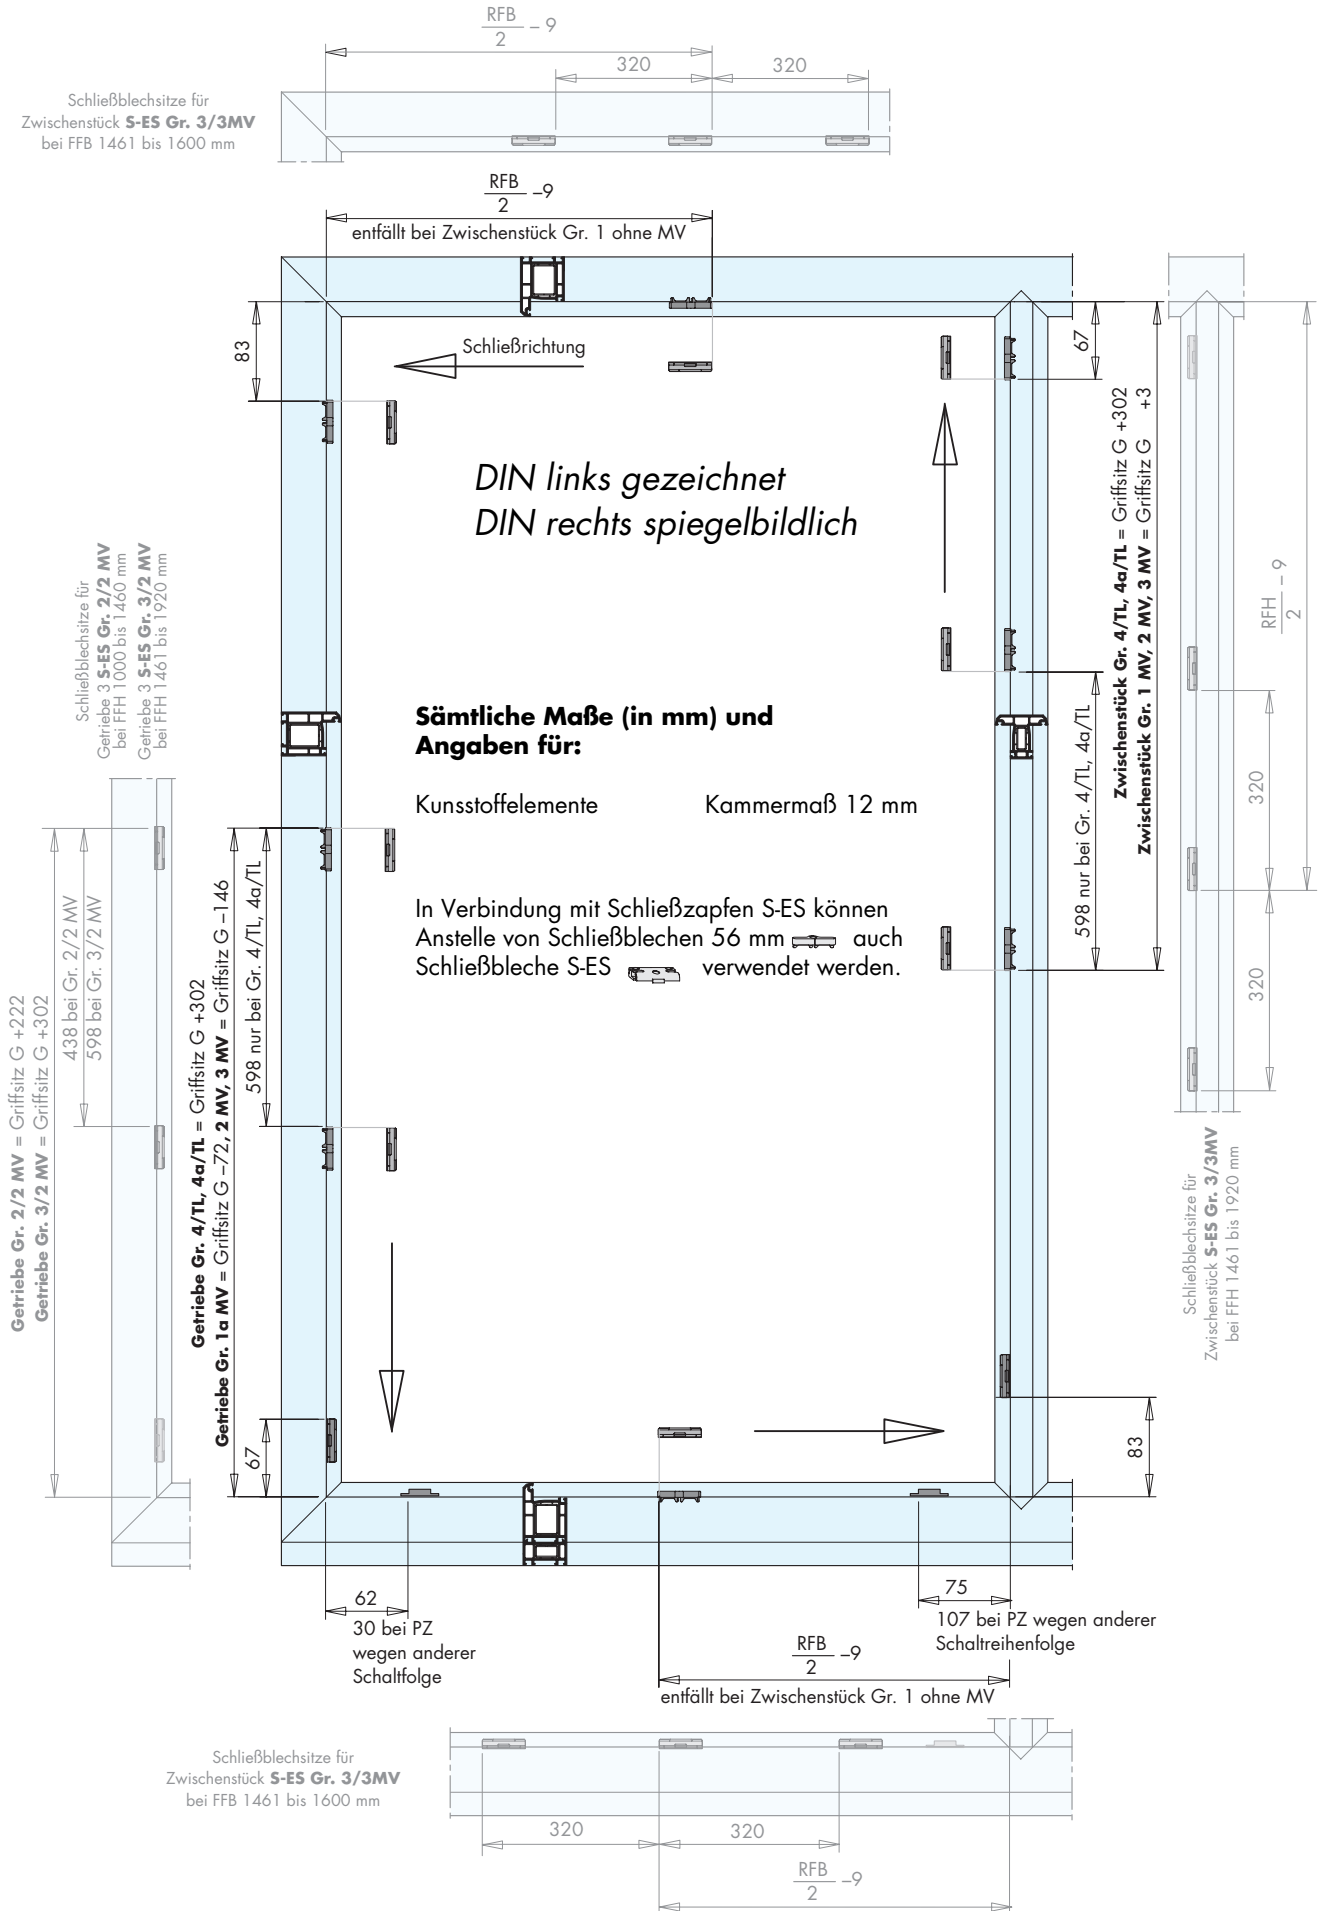 RFB
2
– 9
320
320
Schließblechsitze für
Zwischenstück S-ES Gr. 3/3MV
bei FFB 1461 bis 1600 mm
RFB
2
–9
entfällt bei Zwischenstück Gr. 1 ohne MV
83
Schließrichtung
67
DIN links gezeichnet
DIN rechts spiegelbildlich
Zwischenstück Gr. 4/TL, 4a/TL = Griffsitz G +302
Zwischenstück Gr. 1 MV, 2 MV, 3 MV = Griffsitz G +3
598 nur bei Gr. 4/TL, 4a/TL
RFH
2
– 9
320
320
Schließblechsitze für
Zwischenstück S-ES Gr. 3/3MV
bei FFH 1461 bis 1920 mm
Schließblechsitze für
Getriebe 3 S-ES Gr. 2/2 MV
bei FFH 1000 bis 1460 mm
Getriebe 3 S-ES Gr. 3/2 MV
bei FFH 1461 bis 1920 mm
Sämtliche Maße (in mm) und
Angaben für:
Kunsstoffelemente Kammermaß 12 mm
In Verbindung mit Schließzapfen S-ES können
Anstelle von Schließblechen 56 mm auch
Schließbleche S-ES verwendet werden.
Getriebe Gr. 2/2 MV = Griffsitz G +222
Getriebe Gr. 3/2 MV = Griffsitz G +302
438 bei Gr. 2/2 MV
598 bei Gr. 3/2 MV
Getriebe Gr. 4/TL, 4a/TL = Griffsitz G +302
Getriebe Gr. 1a MV = Griffsitz G –72, 2 MV, 3 MV = Griffsitz G –146
598 nur bei Gr. 4/TL, 4a/TL
67
83
62
30 bei PZ
wegen anderer
Schaltfolge
75
107 bei PZ wegen anderer
Schaltreihenfolge
RFB
2
–9
entfällt bei Zwischenstück Gr. 1 ohne MV
Schließblechsitze für
Zwischenstück S-ES Gr. 3/3MV
bei FFB 1461 bis 1600 mm
320
320
RFB
2
–9